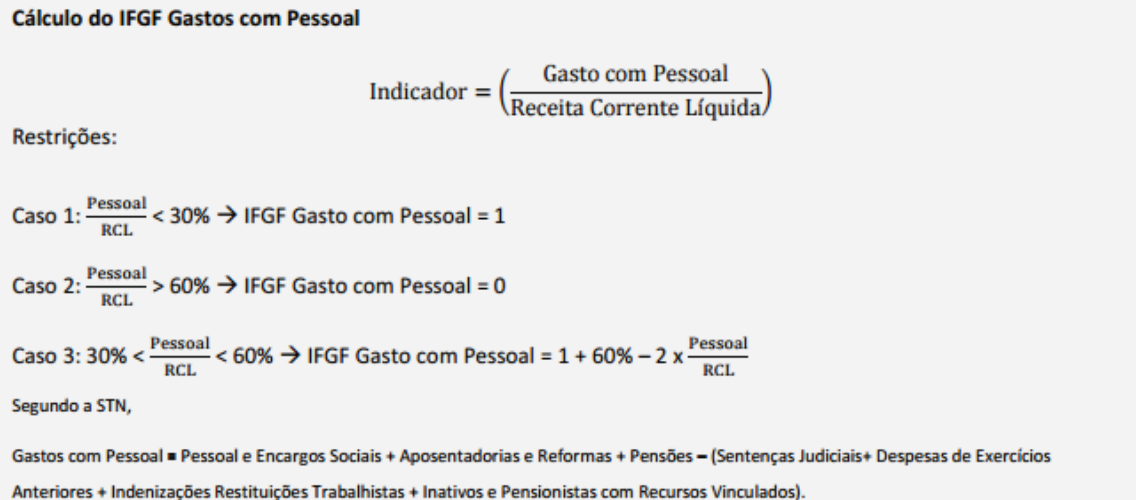 Cálculo do IFGF Gastos com Pessoal
Indicador = (Gasto com Pessoal / Receita Corrente Líquida)
Restrições:
Caso 1: Pessoal / RCL < 30% → IFGF Gasto com Pessoal = 1
Caso 2: Pessoal / RCL > 60% → IFGF Gasto com Pessoal = 0
Caso 3: 30% < Pessoal / RCL < 60% → IFGF Gasto com Pessoal = 1 + 60% – 2 x Pessoal / RCL
Segundo a STN,
Gastos com Pessoal = Pessoal e Encargos Sociais + Aposentadorias e Reformas + Pensões – (Sentenças Judiciais+ Despesas de Exercícios
Anteriores + Indenizações Restituições Trabalhistas + Inativos e Pensionistas com Recursos Vinculados).